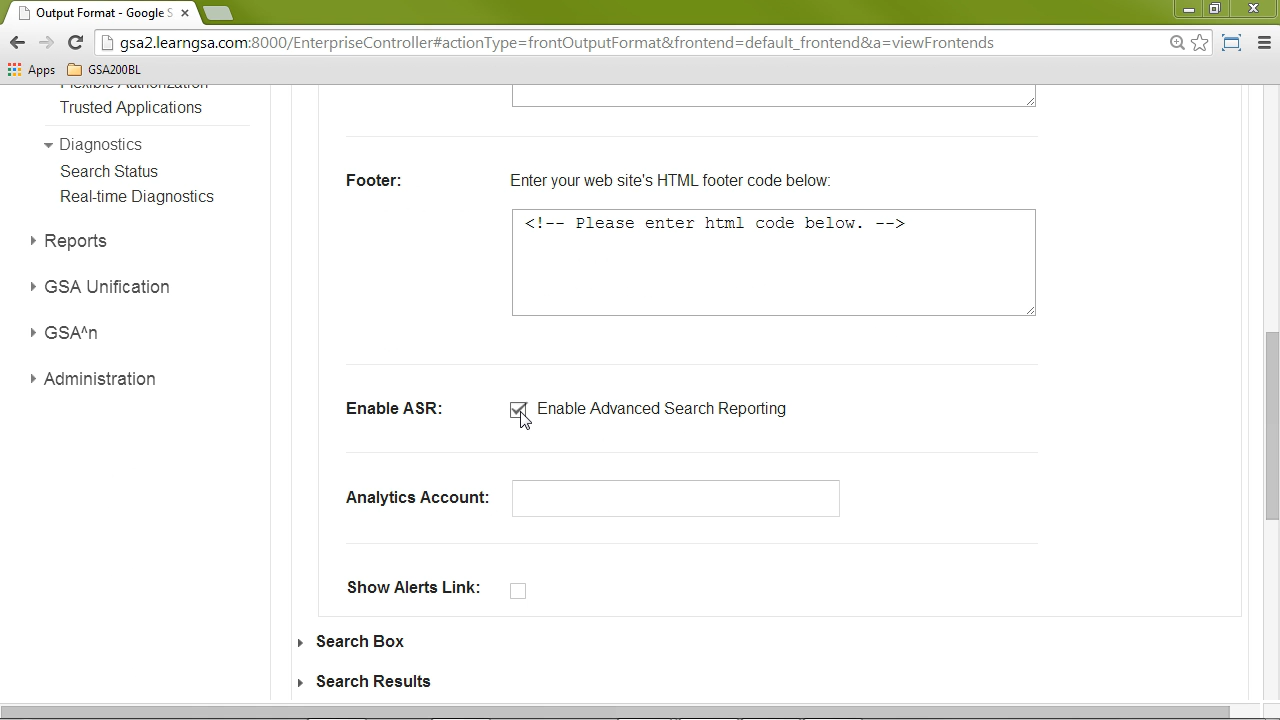 Output Format - Google S
gsa2.learngsa.com:8000/EnterpriseController#actionType=frontOutputFormat&frontend=default_frontend&a=viewFrontends
Apps
GSA200BL
Flexible Authorization
Trusted Applications
Diagnostics
Search Status
Real-time Diagnostics
Reports
GSA Unification
GSA^n
Administration
Footer:
Enter your web site's HTML footer code below:
<!-- Please enter html code below. -->
Enable ASR:
Enable Advanced Search Reporting
Analytics Account:
Show Alerts Link:
Search Box
Search Results